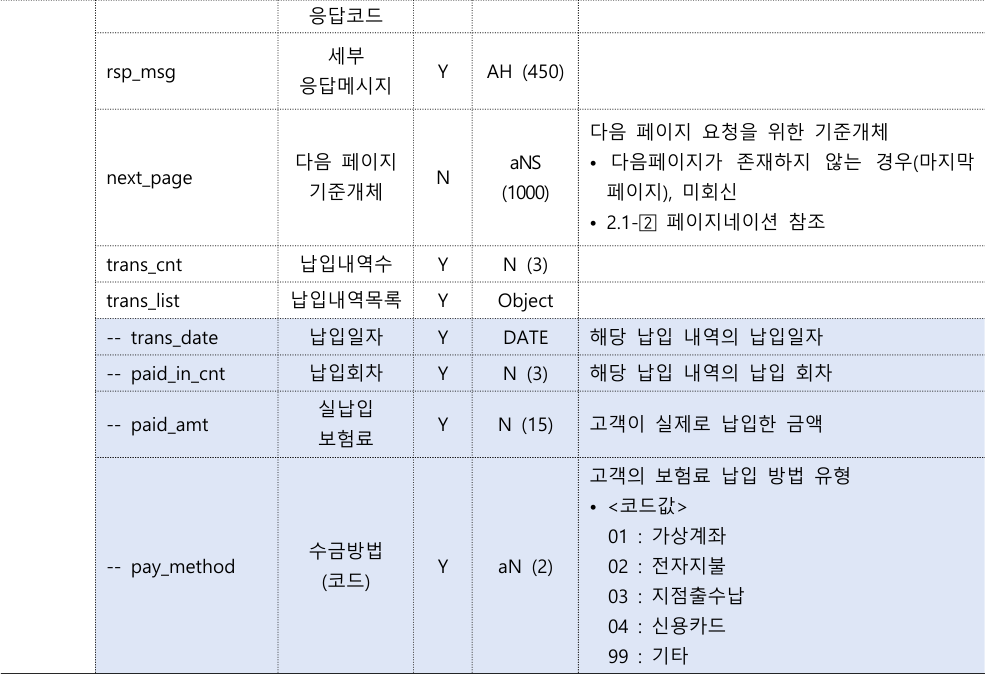 응답코드
rsp_msg 세부 응답메시지 Y AH (450)
next_page 다음 페이지 기준개체 N aNS (1000) 다음 페이지 요청을 위한 기준개체
• 다음페이지가 존재하지 않는 경우(마지막
페이지), 미회신
• 2.1-2 페이지네이션 참조
trans_cnt 납입내역수 Y N (3)
trans_list 납입내역목록 Y Object
-- trans_date 납입일자 Y DATE 해당 납입 내역의 납입일자
-- paid_in_cnt 납입회차 Y N (3) 해당 납입 내역의 납입 회차
-- paid_amt 실납입 보험료 Y N (15) 고객이 실제로 납입한 금액
-- pay_method 수금방법 (코드) Y aN (2) 고객의 보험료 납입 방법 유형
• <코드값>
01 : 가상계좌
02 : 전자지불
03 : 지점출수납
04 : 신용카드
99 : 기타